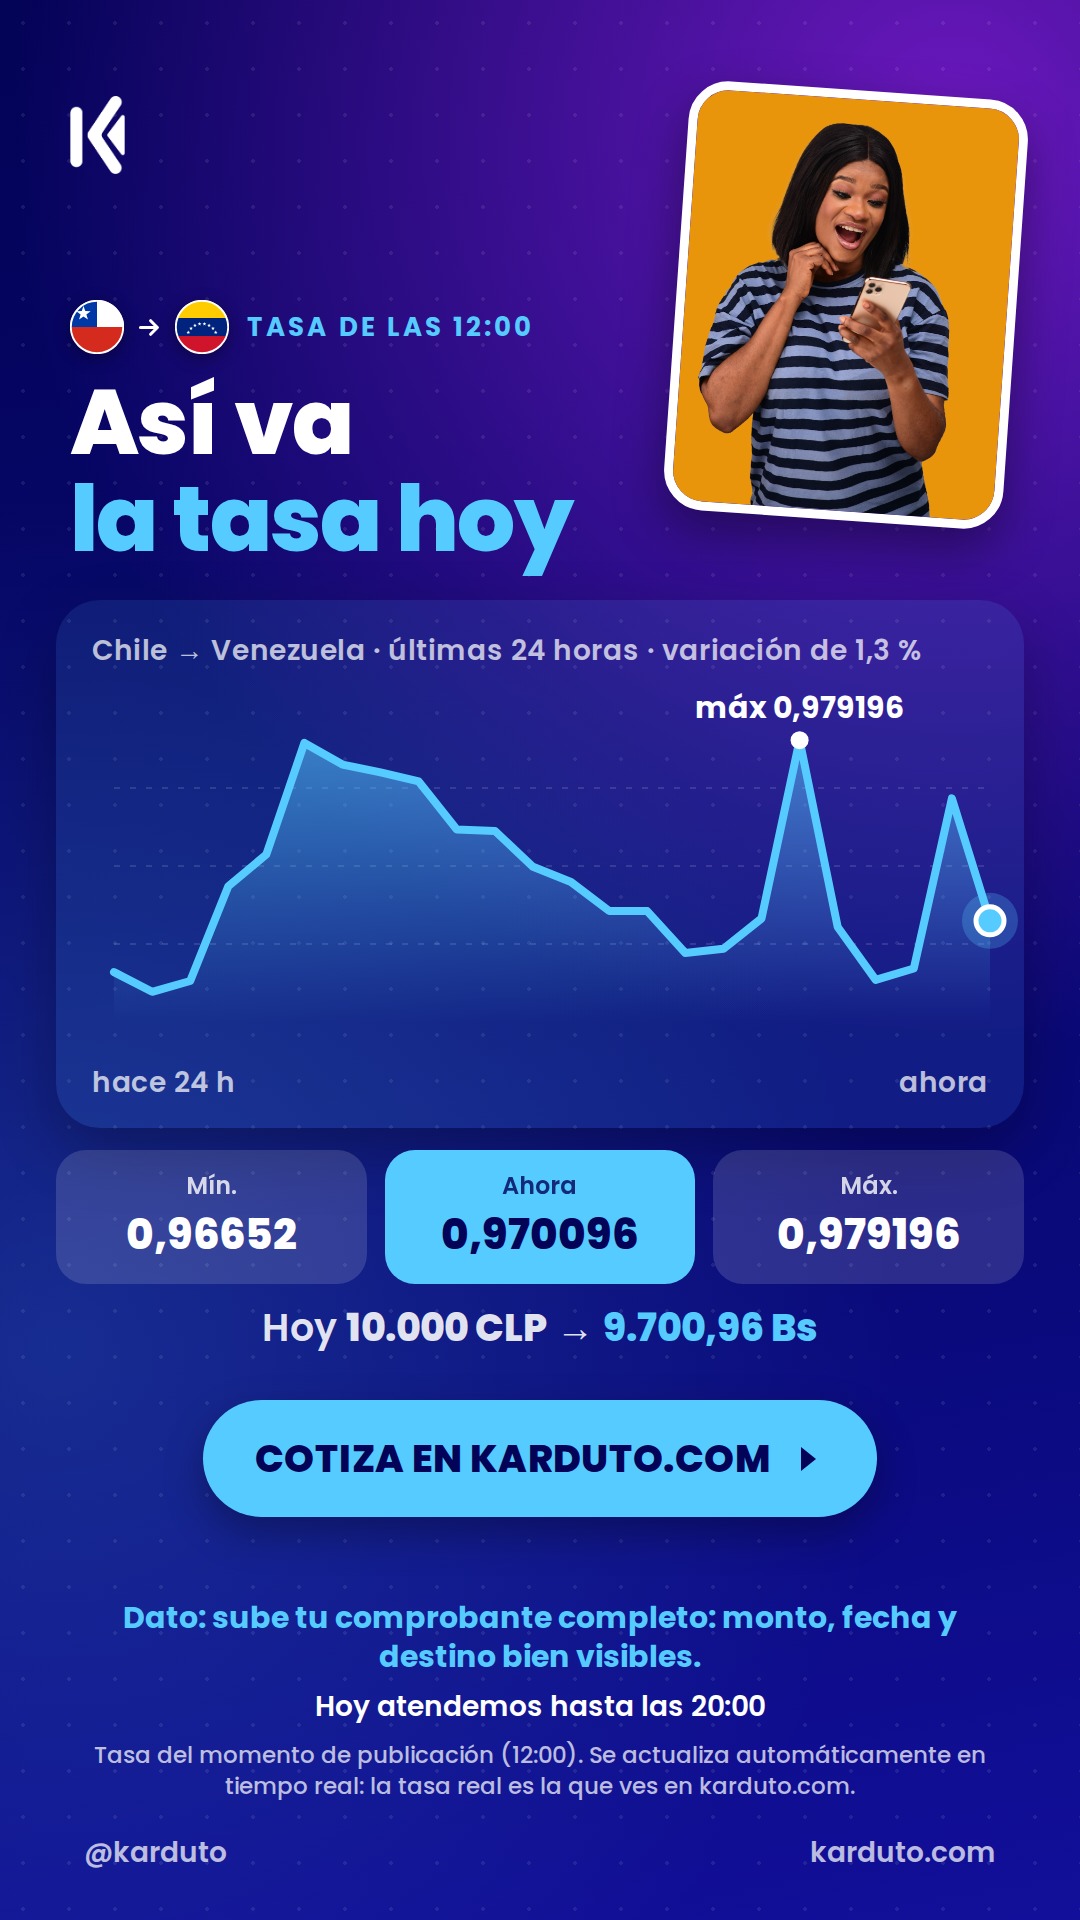 TASA DE LAS 12:00
Así va
la tasa hoy
Chile → Venezuela · últimas 24 horas · variación de 1,3 %
máx 0,979196
hace 24 h
ahora
Mín.
0,96652
Ahora
0,970096
Máx.
0,979196
Hoy 10.000 CLP → 9.700,96 Bs
COTIZA EN KARDUTO.COM
Dato: sube tu comprobante completo: monto, fecha y
destino bien visibles.
Hoy atendemos hasta las 20:00
Tasa del momento de publicación (12:00). Se actualiza automáticamente en
tiempo real: la tasa real es la que ves en karduto.com.
@karduto
karduto.com